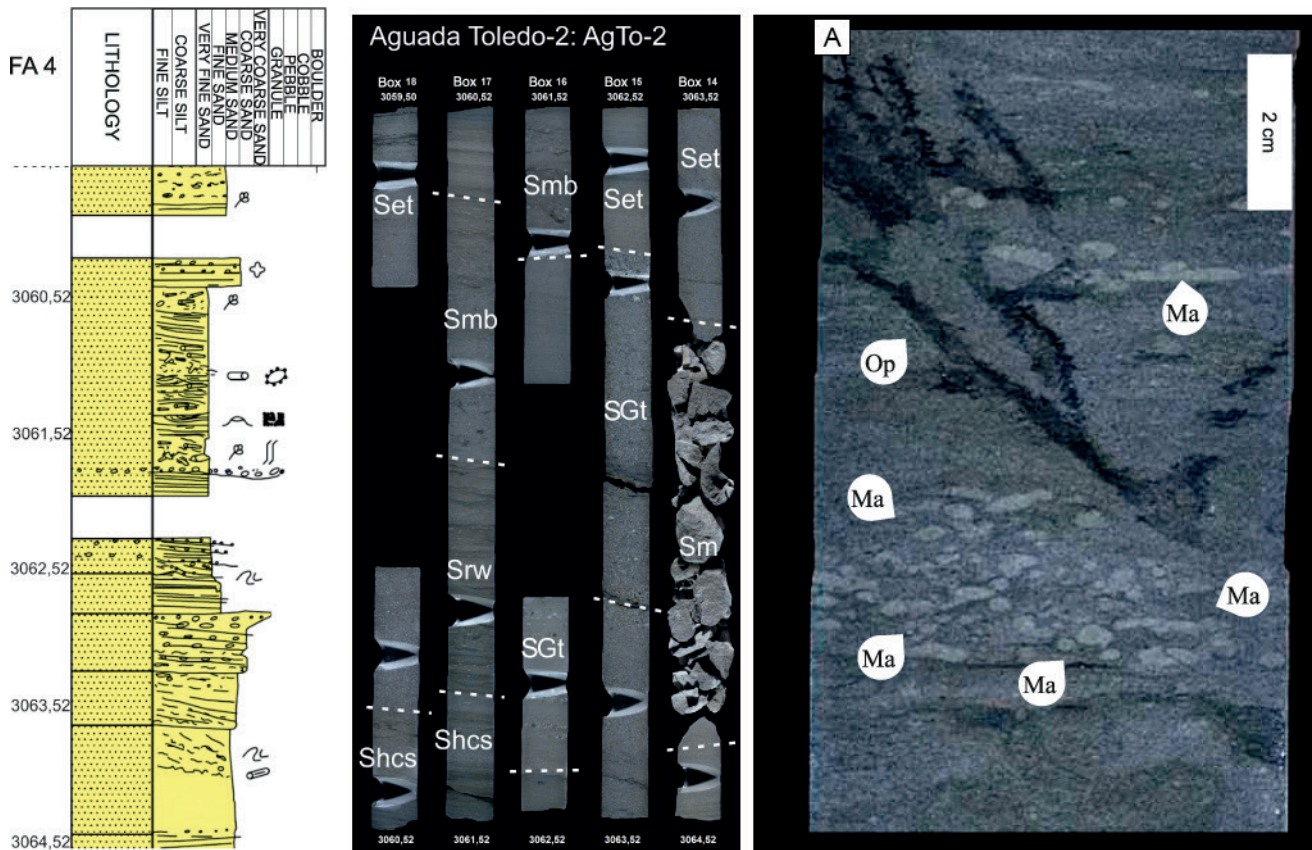 FA 4
LITHOLOGY
FINE SILT
COARSE SILT
VERY FINE SAND
FINE SAND
MEDIUM SAND
COARSE SAND
VERY COARSE SAND
GRANULE
PEBBLE
COBBLE
BOULDER
3060,52
3061,52
3062,52
3063,52
3064,52
Aguada Toledo-2: AgTo-2
Box 18 Box 17 Box 16 Box 15 Box 14
3059,50 3060,52 3061,52 3062,52 3063,52
Set
Shcs
Smb
Srw
Shcs
Smb
SGt
Set
SGt
Set
Sm
3060,52 3061,52 3062,52 3063,52 3064,52
A
2 cm
Ma
Op
Ma
Ma
Ma
Ma